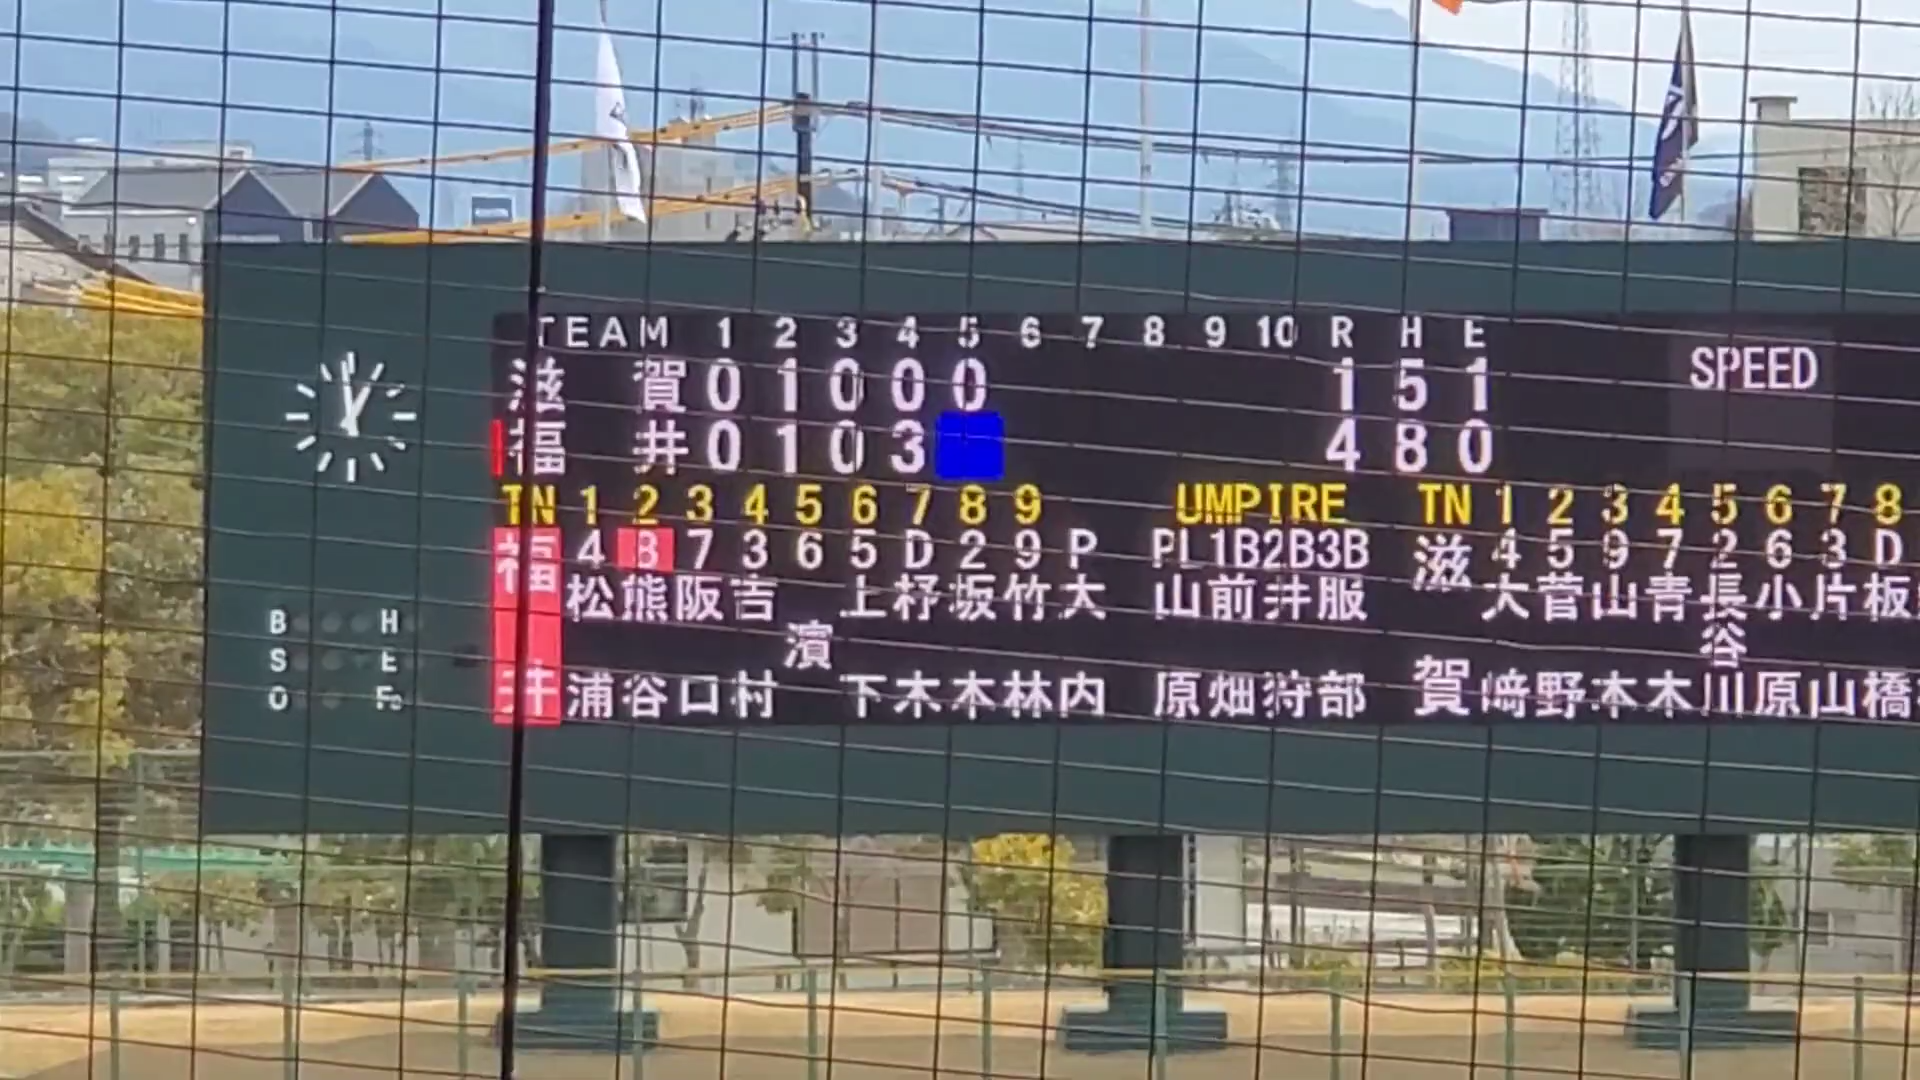 TEAM 1 2 3 4 5 6 7 8 9 10 R H E
滋賀 0 1 0 0 0 1 5 1
福井 0 1 0 3 4 8 0
SPEED
TN 1 2 3 4 5 6 7 8 9 UMPIRE TN 1 2 3 4 5 6 7 8
福井 4 8 7 3 6 5 D 2 9 P PL 1B 2B 3B 滋賀 4 5 9 7 2 6 3 D
松浦 熊谷 阪口 吉村 濱 上下 杼木 坂本 竹林 大内 山原 前畑 井狩 服部 大﨑 菅野 山本 青木 長谷川 小原 片山 板橋
B H
S E
O Fc